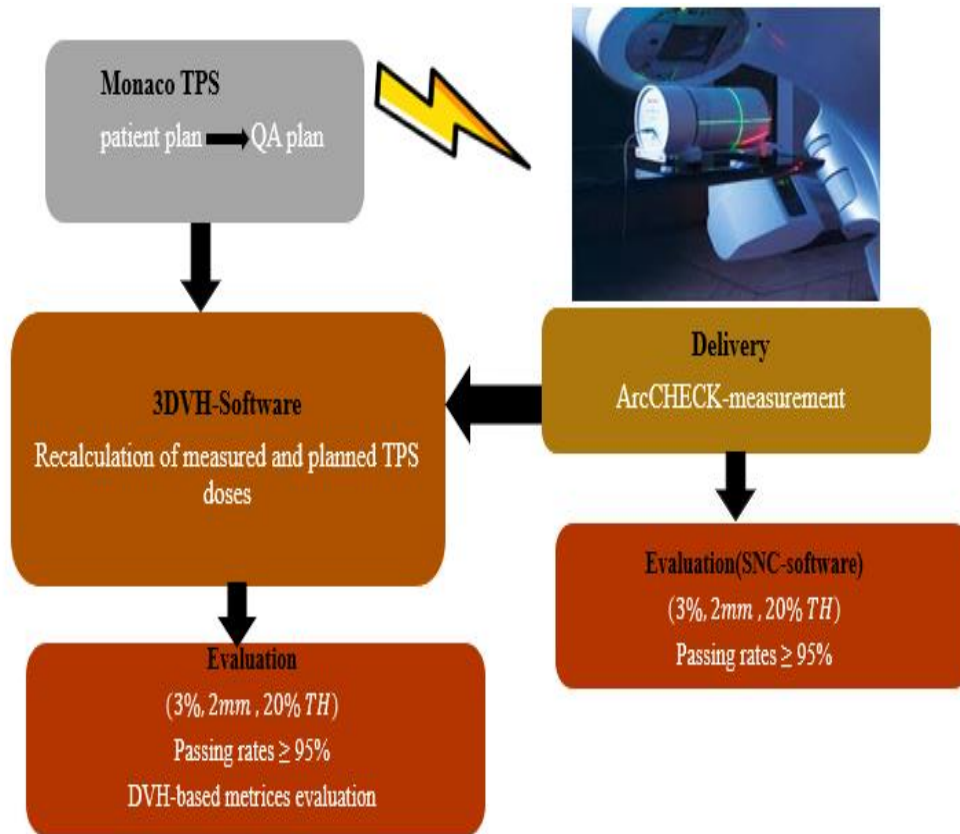 Monaco TPS
patient plan QA plan
Delivery
ArcCHECK-measurement
3DVH-Software
Recalculation of measured and planned TPS
doses
Evaluation(SNC-software)
(3%, 2mm , 20% TH)
Passing rates ≥ 95%
Evaluation
(3%, 2mm , 20% TH)
Passing rates ≥ 95%
DVH-based metrices evaluation